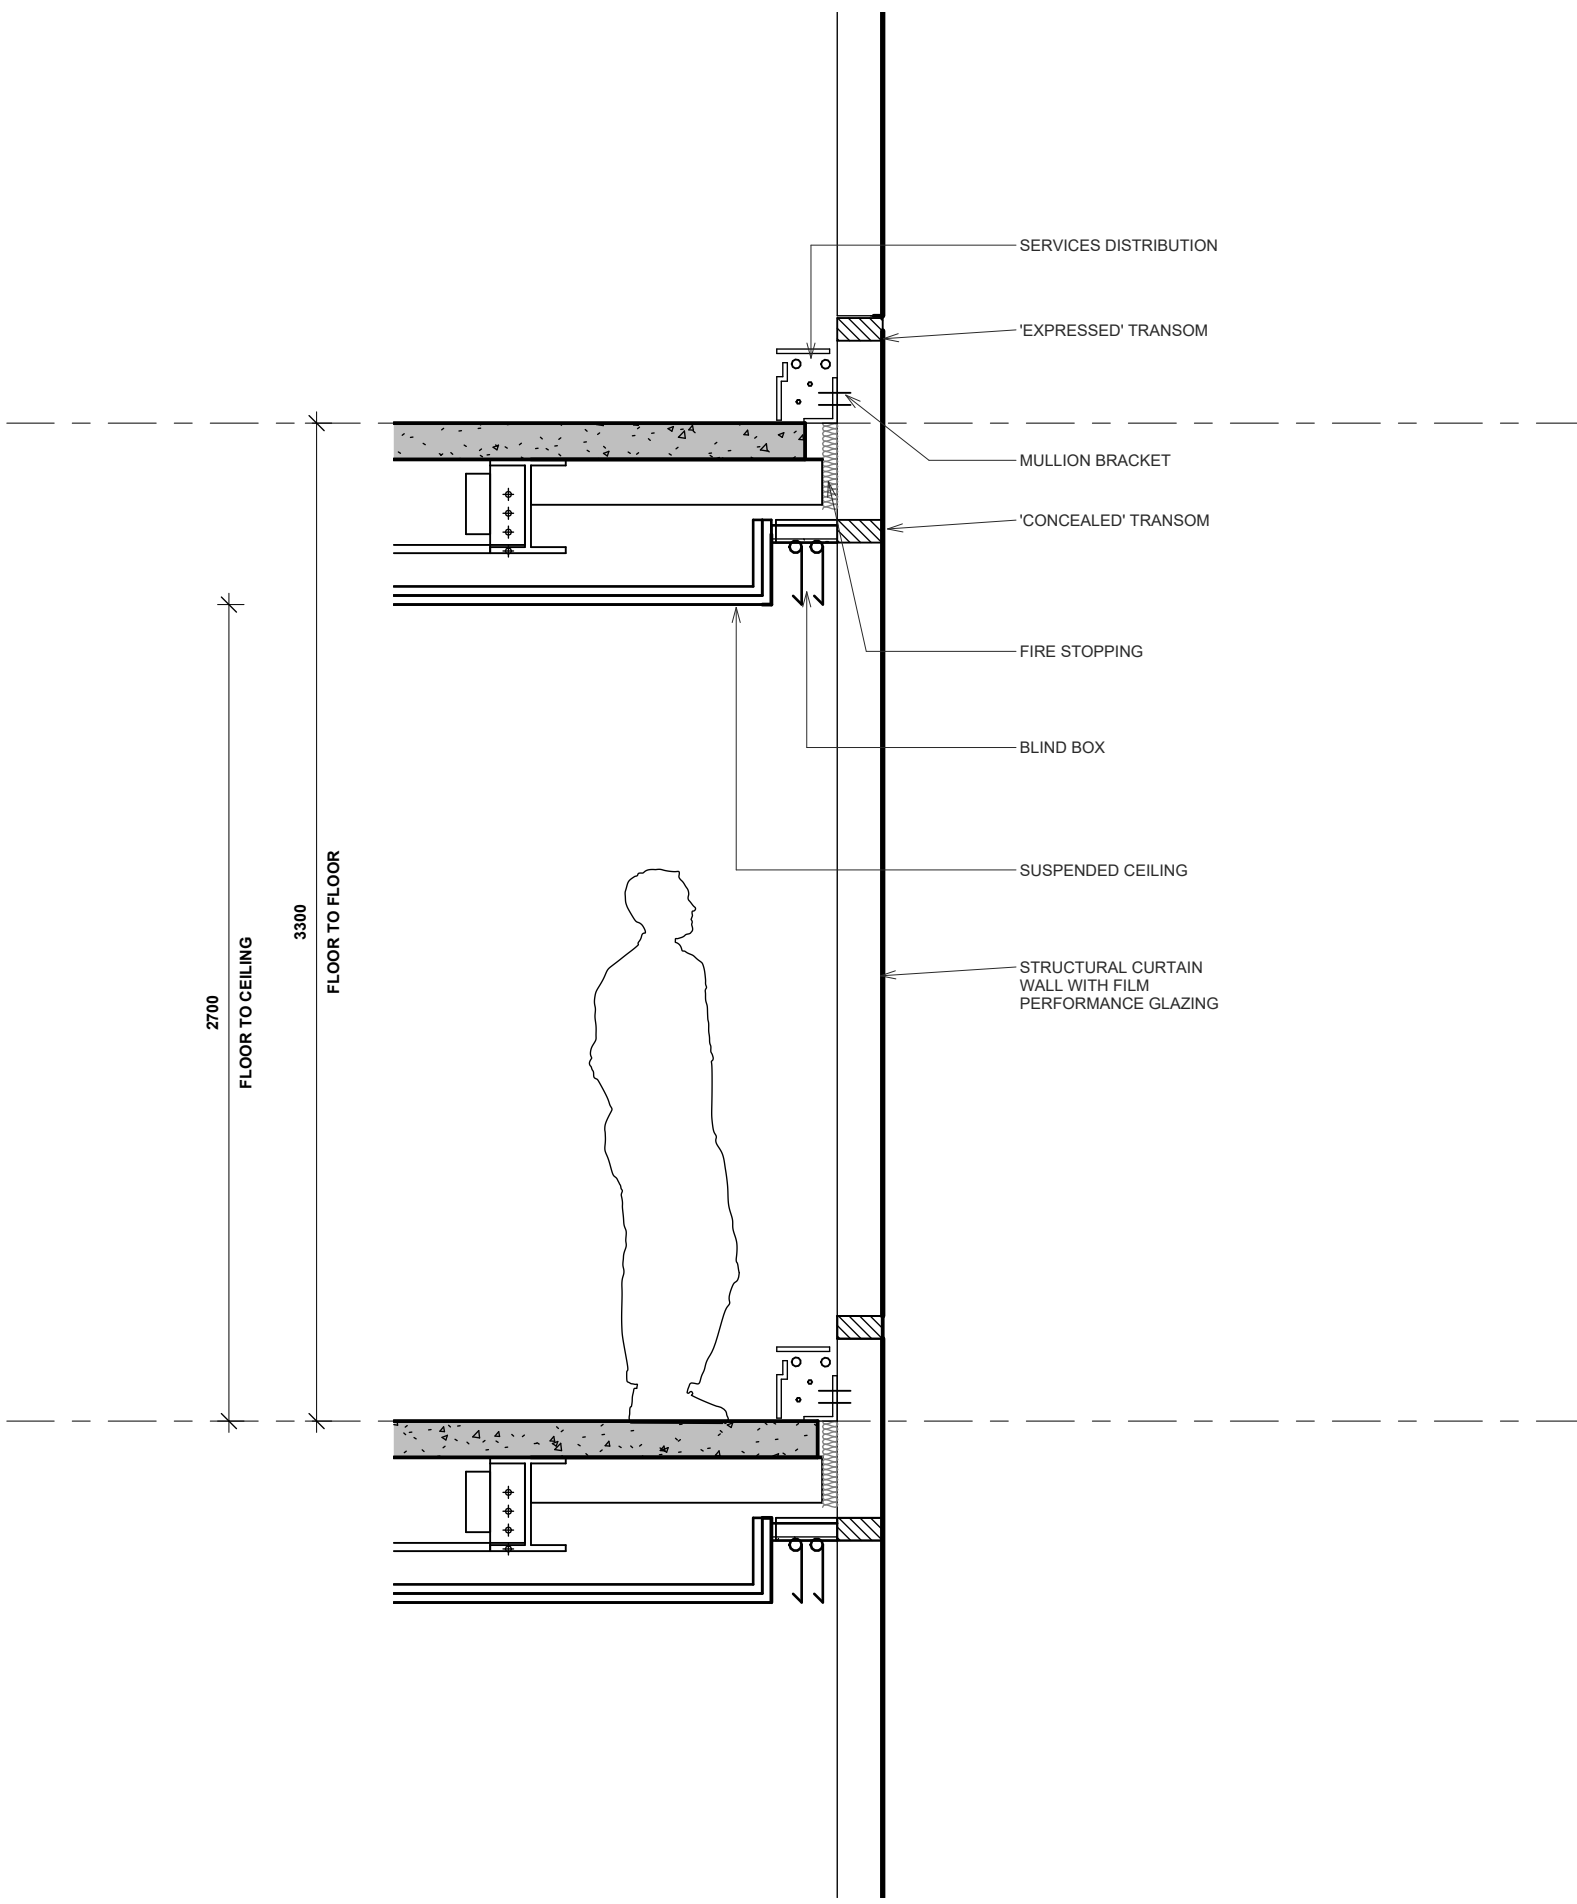 SERVICES DISTRIBUTION
'EXPRESSED' TRANSOM
MULLION BRACKET
'CONCEALED' TRANSOM
FIRE STOPPING
BLIND BOX
SUSPENDED CEILING
STRUCTURAL CURTAIN
WALL WITH FILM
PERFORMANCE GLAZING
2700
FLOOR TO CEILING
3300
FLOOR TO FLOOR